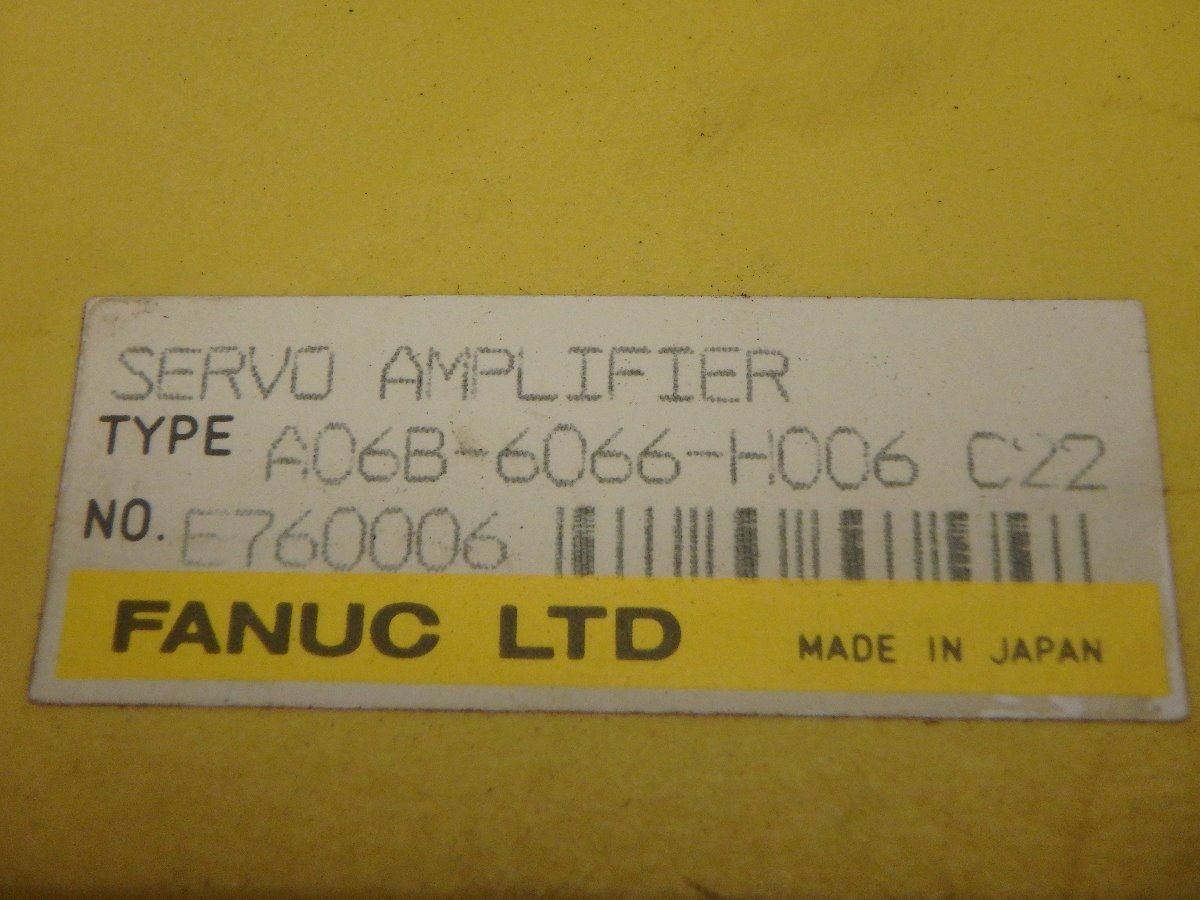 SERVO AMPLIFIER
TYPE A06B-6066-H006 C22
NO. E760006
FANUC LTD MADE IN JAPAN